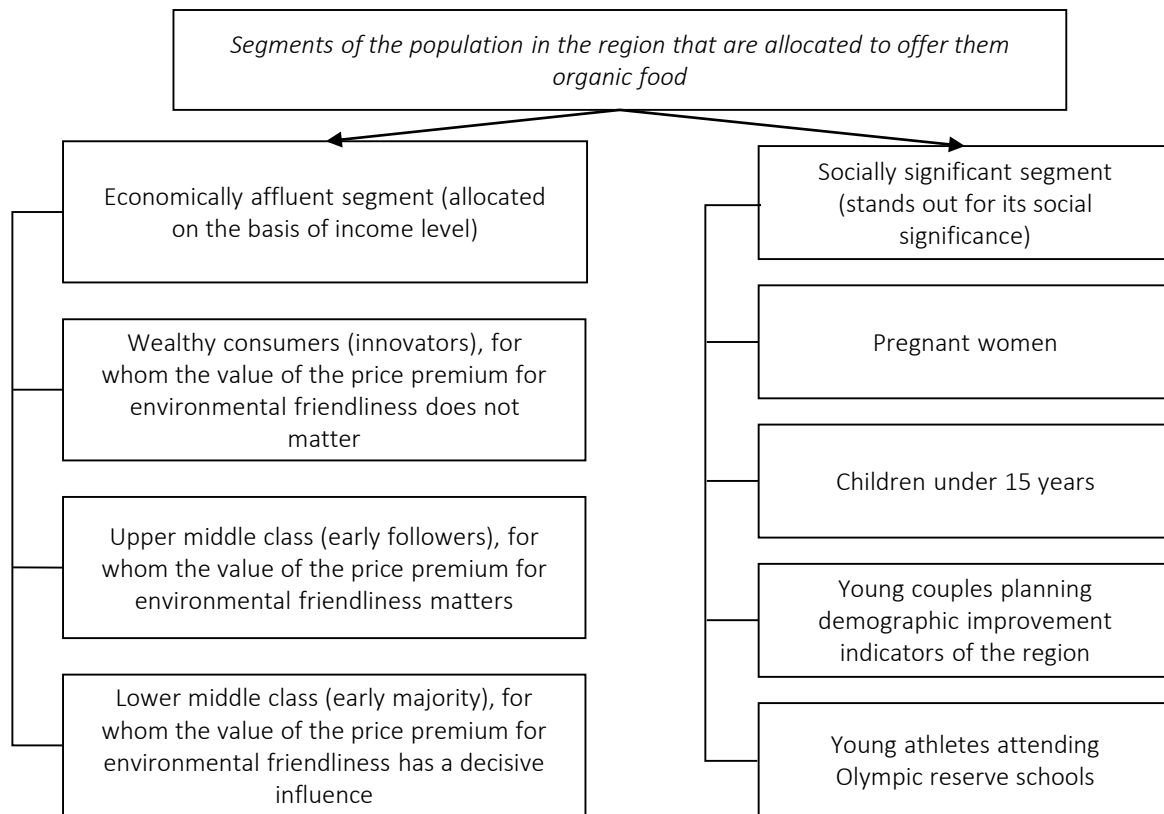 Segments of the population in the region that are allocated to offer them
organic food
Economically affluent segment (allocated
on the basis of income level)
Wealthy consumers (innovators), for
whom the value of the price premium for
environmental friendliness does not
matter
Upper middle class (early followers), for
whom the value of the price premium for
environmental friendliness matters
Lower middle class (early majority), for
whom the value of the price premium for
environmental friendliness has a decisive
influence
Socially significant segment
(stands out for its social
significance)
Pregnant women
Children under 15 years
Young couples planning
demographic improvement
indicators of the region
Young athletes attending
Olympic reserve schools